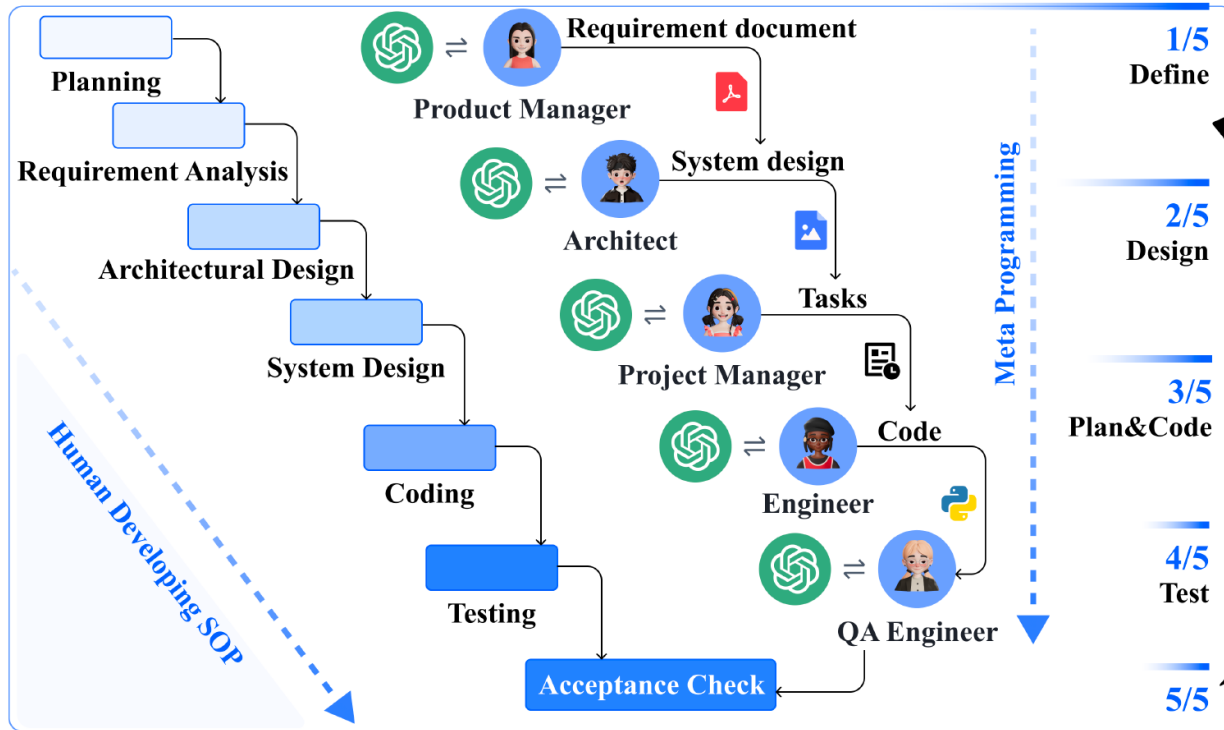 Planning
Requirement Analysis
Architectural Design
System Design
Coding
Testing
Acceptance Check
Human Developing SOP
Requirement document
Product Manager
System design
Architect
Tasks
Project Manager
Code
Engineer
QA Engineer
Meta Programming
1/5
Define
2/5
Design
3/5
Plan&Code
4/5
Test
5/5